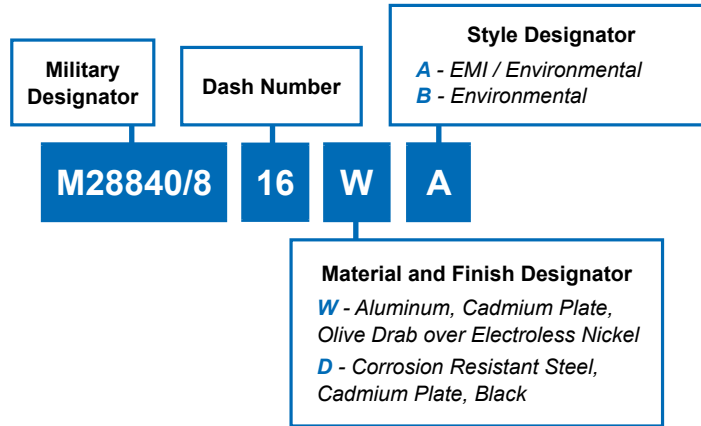 Style Designator
A - EMI / Environmental
B - Environmental
Military
Designator
Dash Number
M28840/8
16
W
A
Material and Finish Designator
W - Aluminum, Cadmium Plate,
Olive Drab over Electroless Nickel
D - Corrosion Resistant Steel,
Cadmium Plate, Black